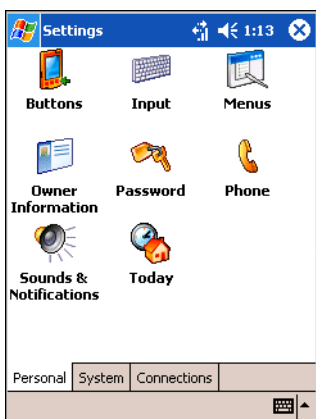 Settings 1:13
Buttons Input Menus
Owner Information Password Phone
Sounds & Notifications Today
Personal System Connections